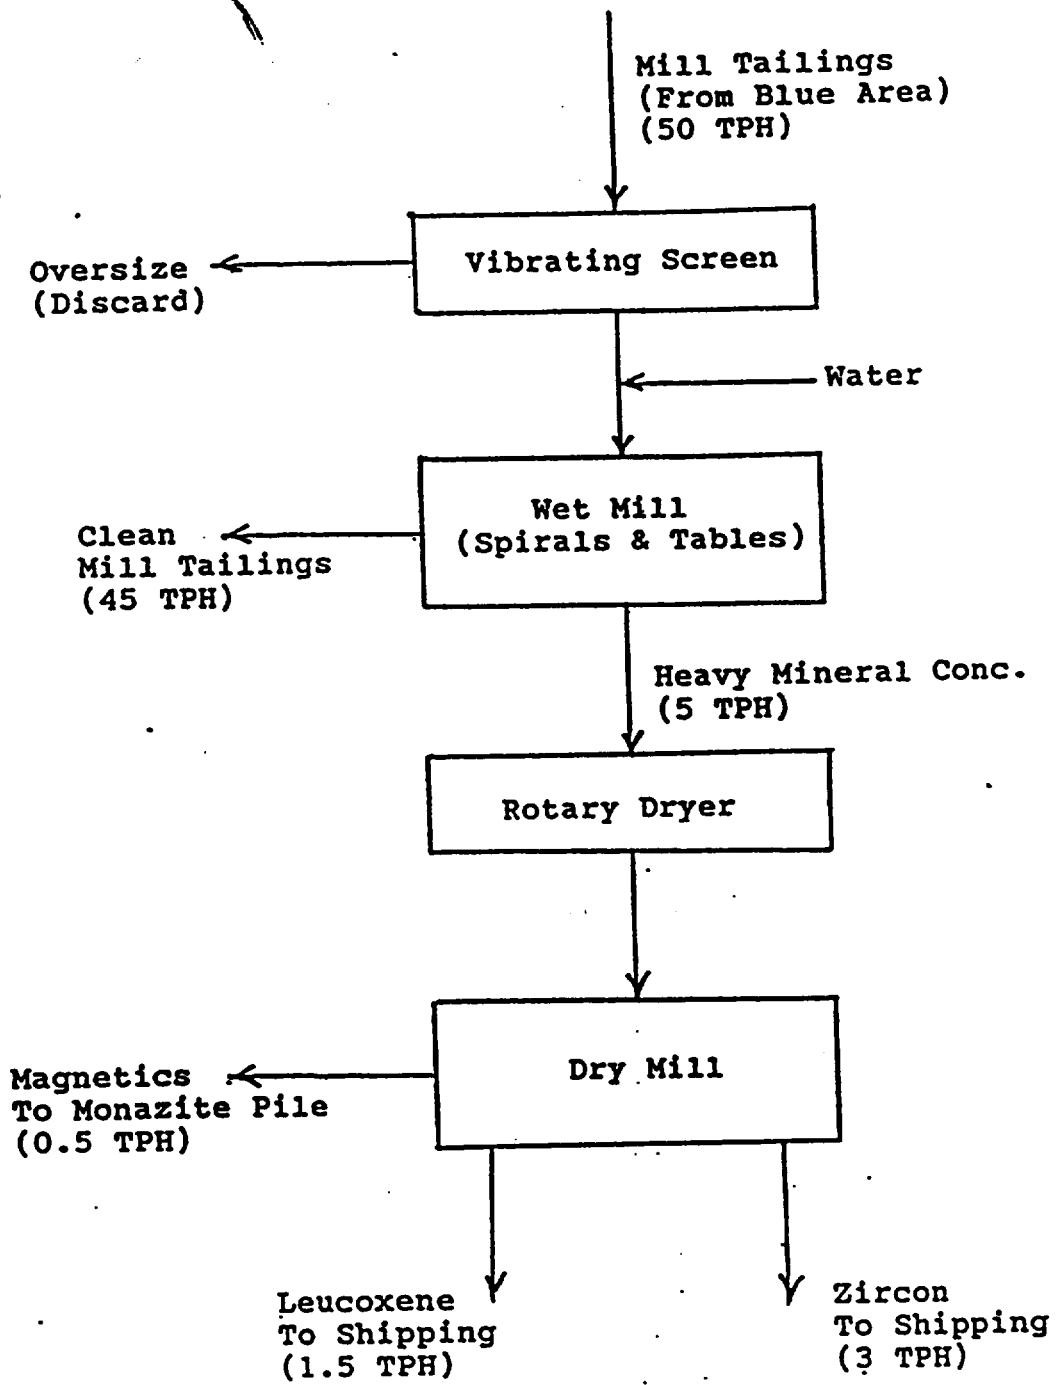 Mill Tailings
(From Blue Area)
(50 TPH)
Vibrating Screen
Oversize
(Discard)
Water
Wet Mill
(Spirals & Tables)
Clean
Mill Tailings
(45 TPH)
Heavy Mineral Conc.
(5 TPH)
Rotary Dryer
Dry Mill
Magnetics
To Monazite Pile
(0.5 TPH)
Leucoxene
To Shipping
(1.5 TPH)
Zircon
To Shipping
(3 TPH)